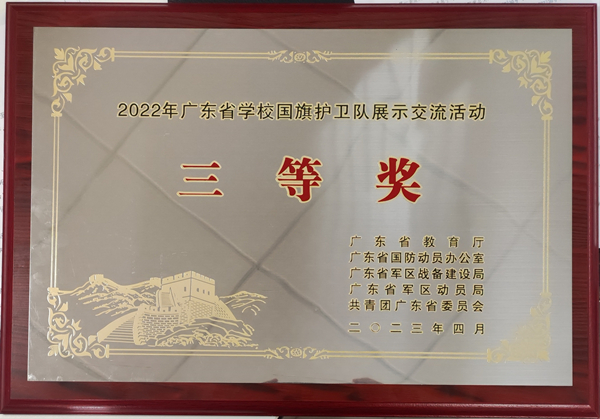 2022年广东省学校国旗护卫队展示交流活动
三等奖
广东省教育厅
广东省国防动员办公室
广东省军区战备建设局
广东省军区动员局
共青团广东省委员会
二〇二三年四月